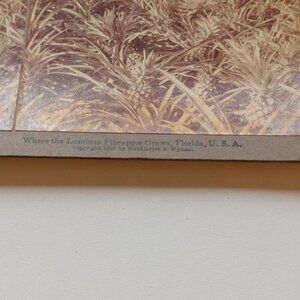 Where the Luscious Pineapple Grows, Florida, U. S. A.
Copyright by Strohmeyer & Wyman.